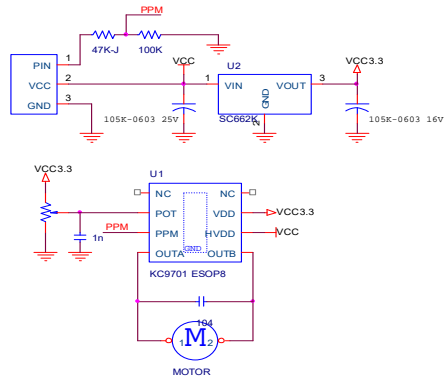 PPM
47K-J 100K
PIN 1
VCC 2
GND 3
VCC
U2
1 VIN VOUT 3
GND
2
SC662K
VCC3.3
105K-0603 25V
105K-0603 16V
VCC3.3
U1
NC NC
POT VDD VCC3.3
1n
PPM PPM HVDD VCC
GND
OUTA OUTB
KC9701 ESOP8
104
1 M 2
MOTOR